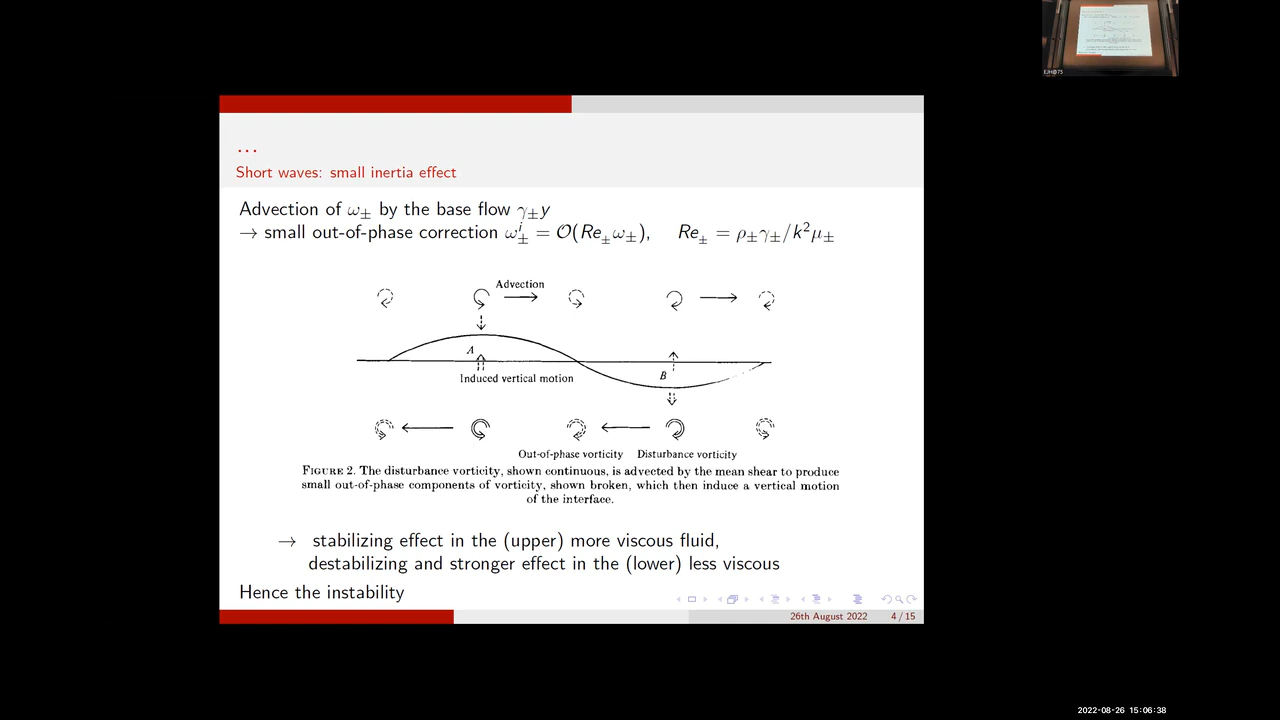 EJH@75
...
Short waves: small inertia effect
Advection of ω± by the base flow γ±y
→ small out-of-phase correction ωⁱ± = O(Re±ω±), Re± = ρ±γ±/k²μ±
Advection
A
B
Induced vertical motion
Out-of-phase vorticity Disturbance vorticity
FIGURE 2. The disturbance vorticity, shown continuous, is advected by the mean shear to produce
small out-of-phase components of vorticity, shown broken, which then induce a vertical motion
of the interface.
→ stabilizing effect in the (upper) more viscous fluid,
destabilizing and stronger effect in the (lower) less viscous
Hence the instability
26th August 2022 4 / 15
2022-08-26 15:06:38